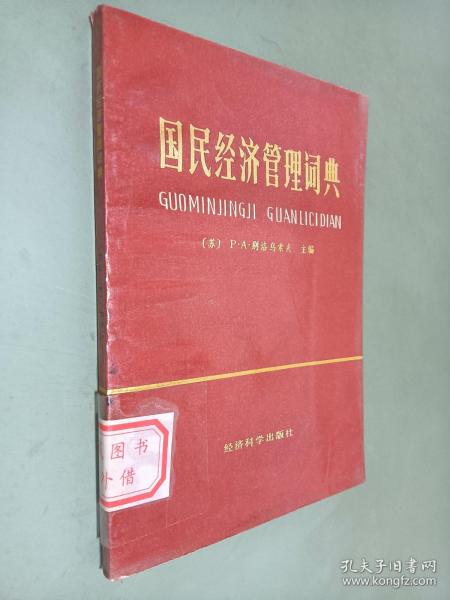 国民经济管理词典
GUOMINJINGJI GUANLICIDIAN
〔苏〕 P·A·别洛乌索夫 主编
经济科学出版社
图书
外借
孔夫子旧书网
www.kongfz.com